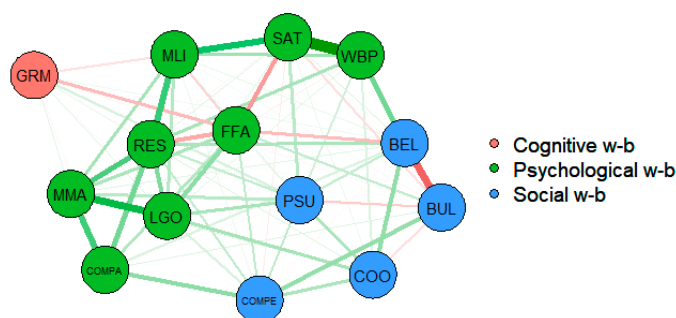 SAT
MLI
WBP
GRM
FFA
RES
BEL
MMA
PSU
LGO
BUL
COMPA
COO
COMPE
Cognitive w-b
Psychological w-b
Social w-b